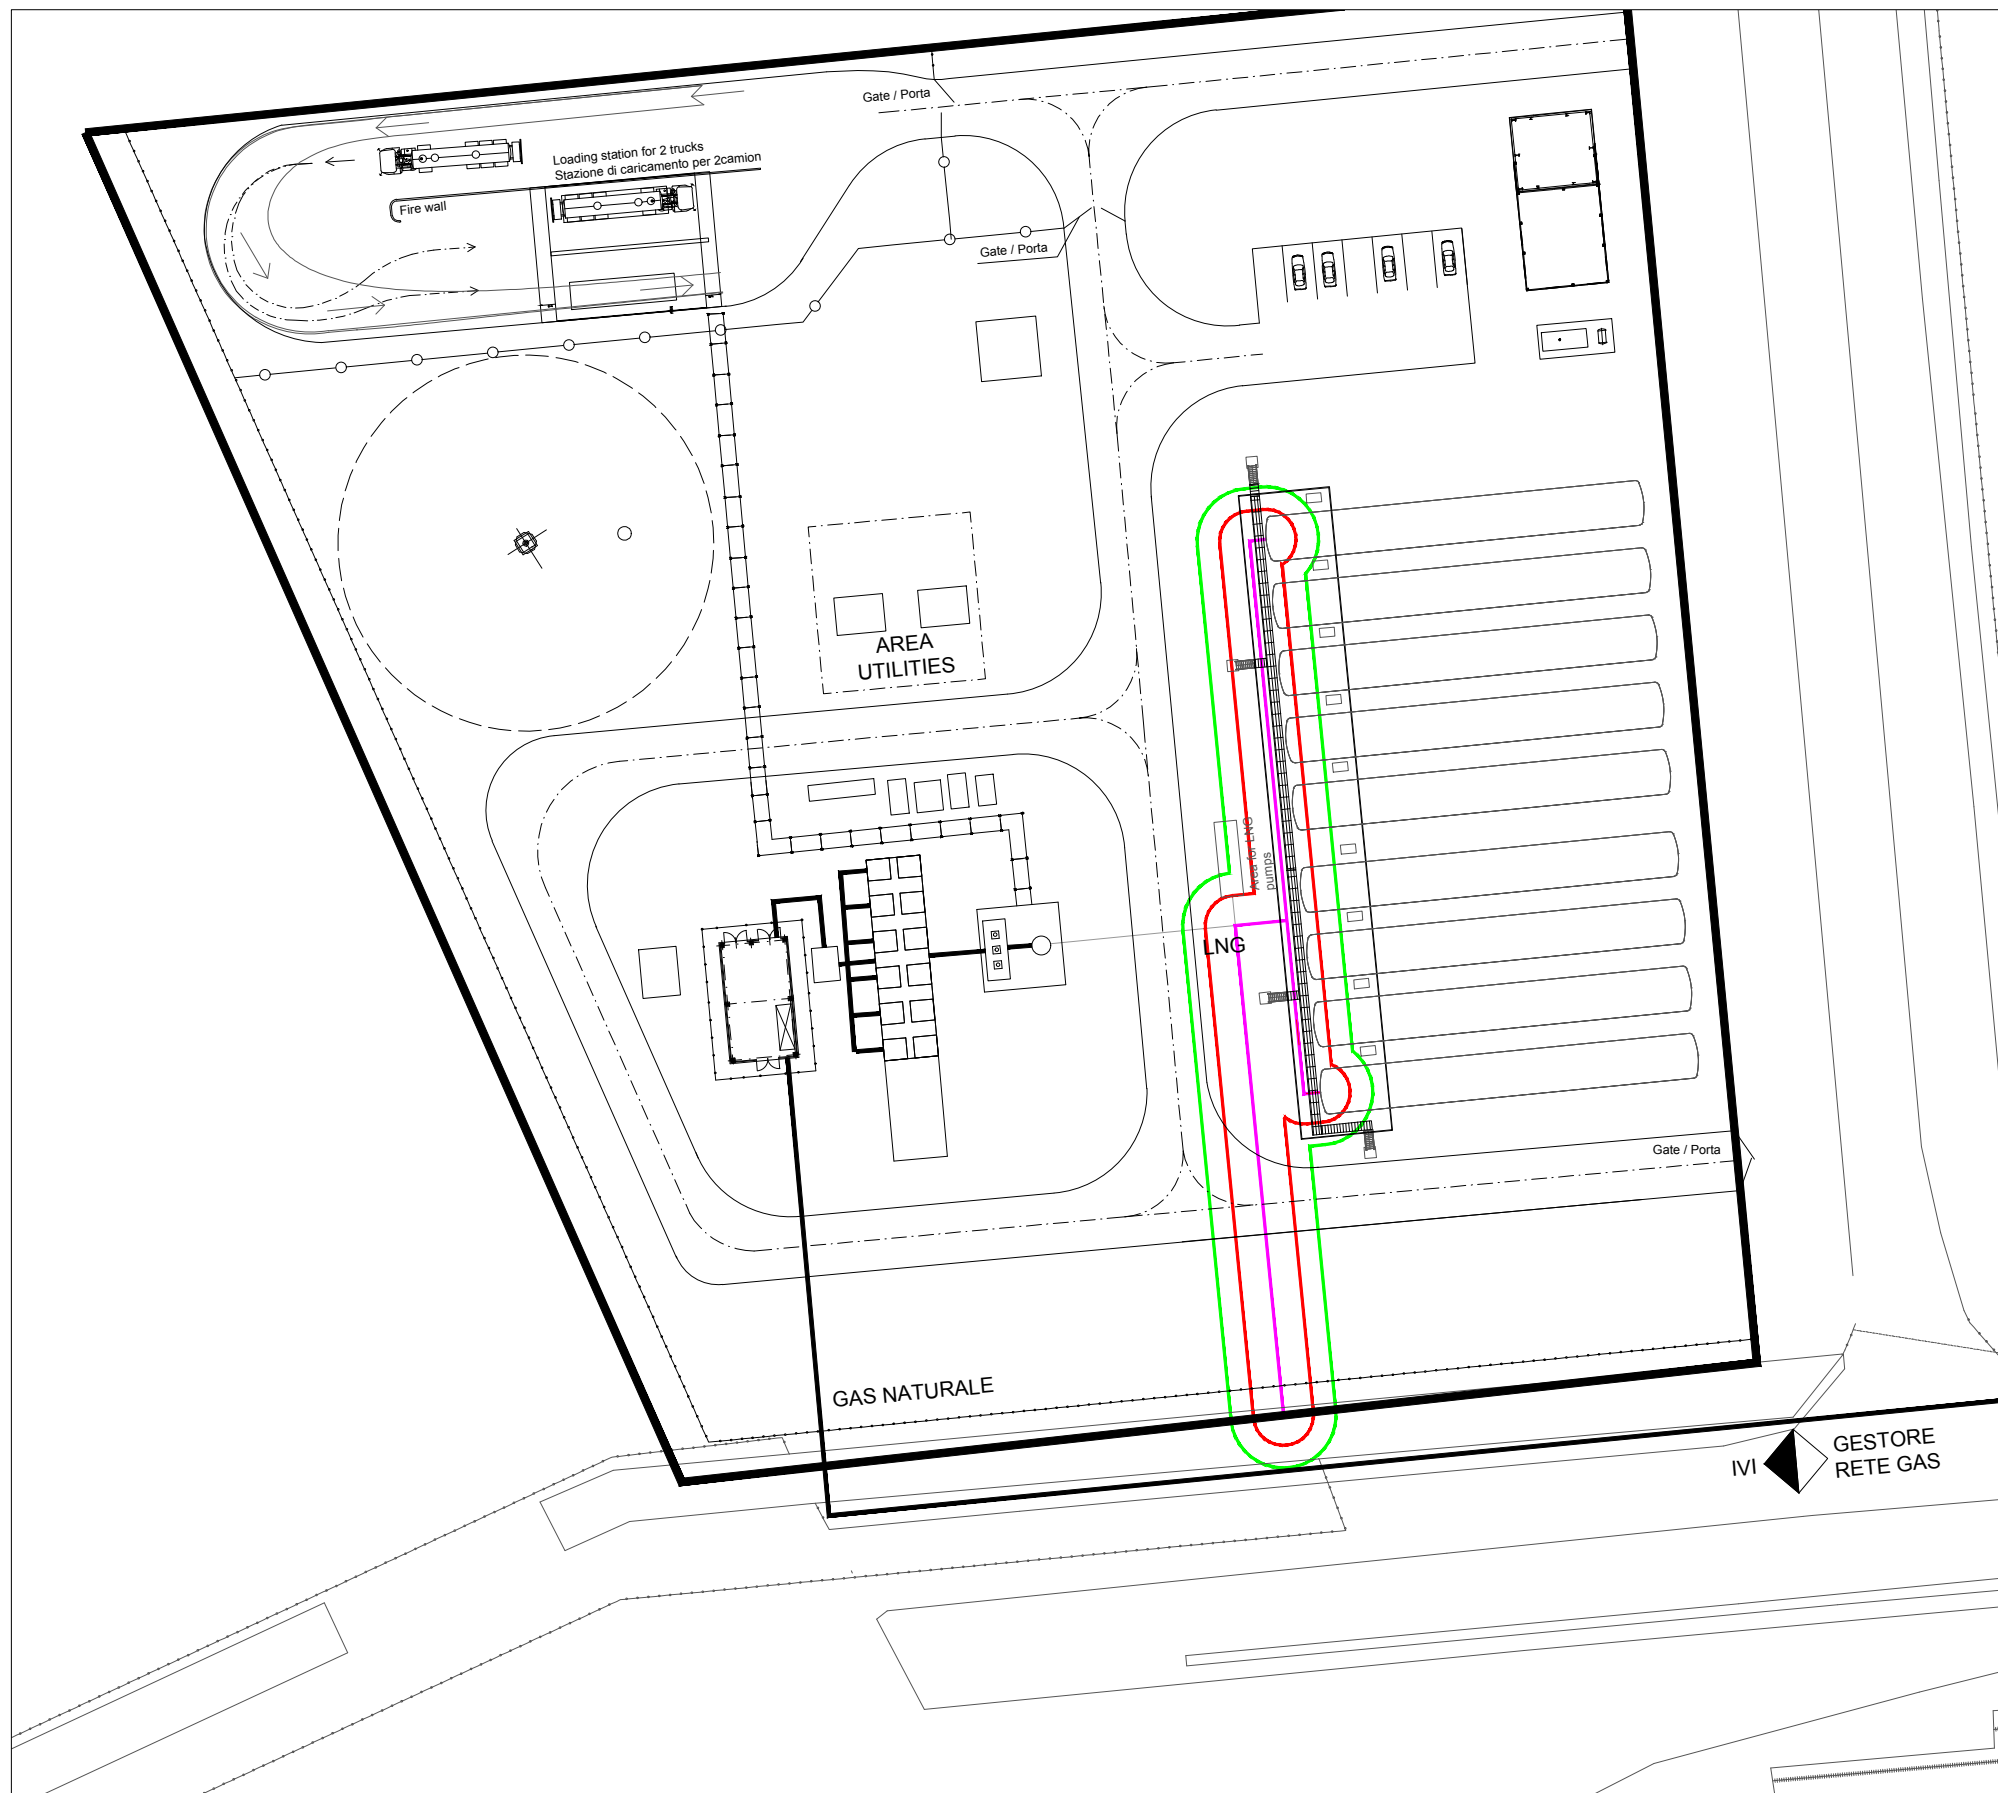 Gate / Porta
Loading station for 2 trucks
Stazione di caricamento per 2camion
Fire wall
Gate / Porta
AREA
UTILITIES
Area for LNG
pumps
LNG
Gate / Porta
GAS NATURALE
GESTORE
RETE GAS
IVI